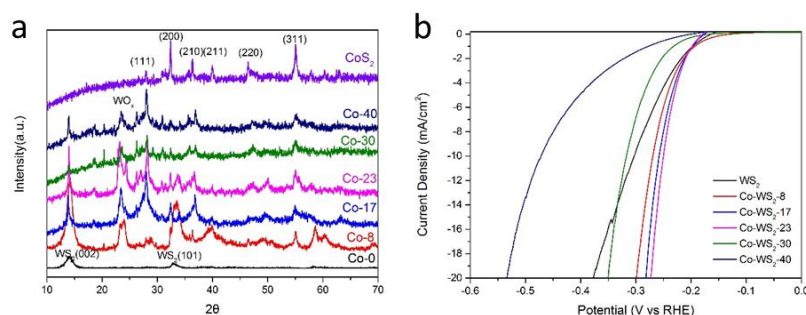 a
CoS2
(200)
(311)
(111)
(210)(211)
(220)
WOx
Co-40
Co-30
Co-23
Co-17
Co-8
WS2(002)
WS2(101)
Co-0
Intensity(a.u.)
10 20 30 40 50 60 70
2θ
b
0
-2
-4
-6
-8
-10
-12
-14
-16
-18
-20
Current Density (mA/cm2)
WS2
Co-WS2-8
Co-WS2-17
Co-WS2-23
Co-WS2-30
Co-WS2-40
-0.6 -0.5 -0.4 -0.3 -0.2 -0.1 0.0
Potential (V vs RHE)